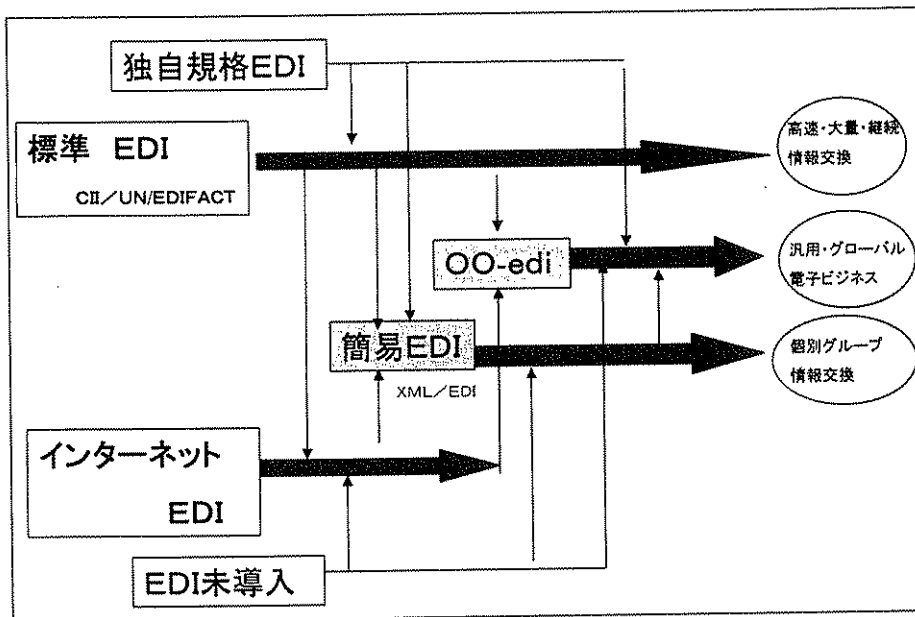 独自規格EDI
標準 EDI
CII／UN/EDIFACT
高速・大量・継続
情報交換
OO-edi
汎用・グローバル
電子ビジネス
簡易EDI
XML／EDI
個別グループ
情報交換
インターネット
EDI
EDI未導入